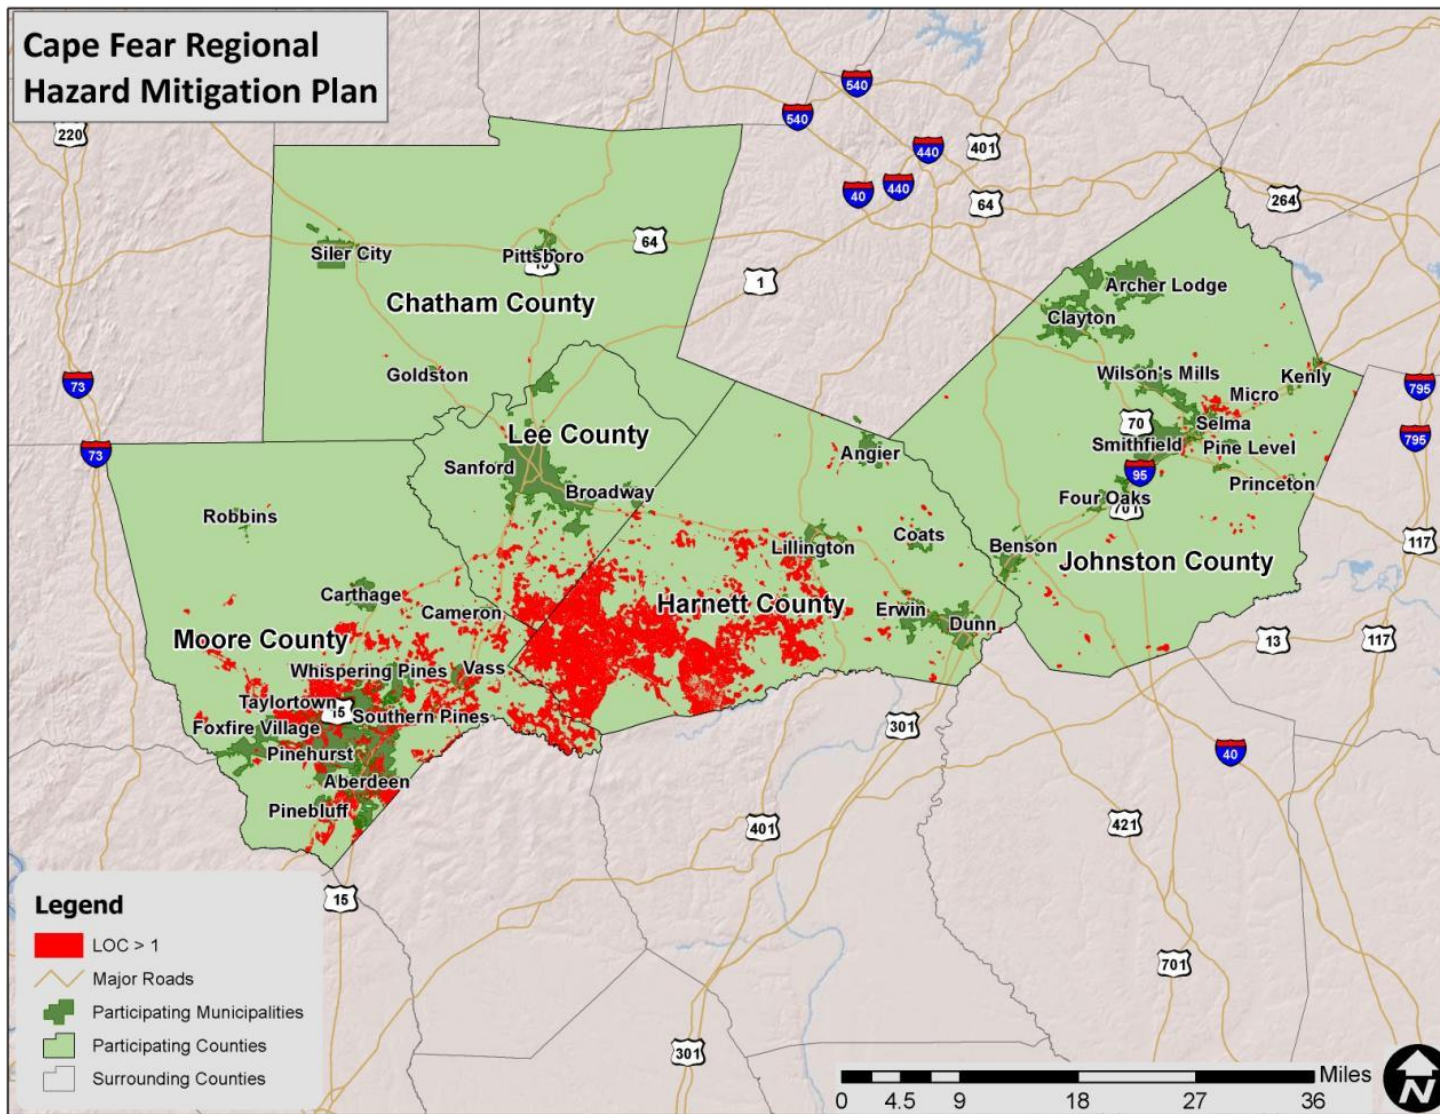 Cape Fear Regional
Hazard Mitigation Plan
220
540
540
440
401
440
40
64
264
64
1
Siler City
Pittsboro
15
Chatham County
Archer Lodge
Clayton
Goldston
Wilson's Mills
Kenly
Micro
73
795
70
Selma
Lee County
Smithfield
Pine Level
795
73
Angier
Sanford
95
Princeton
Broadway
Four Oaks
701
Robbins
Coats
Lillington
Benson
117
Johnston County
Carthage
Harnett County
Erwin
Cameron
Dunn
Moore County
13
117
Whispering Pines
Vass
Taylortown
15
Southern Pines
Foxfire Village
301
Pinehurst
40
Aberdeen
Pinebluff
401
421
15
701
301
Legend
LOC > 1
Major Roads
Participating Municipalities
Participating Counties
Surrounding Counties
Miles
0 4.5 9 18 27 36
N